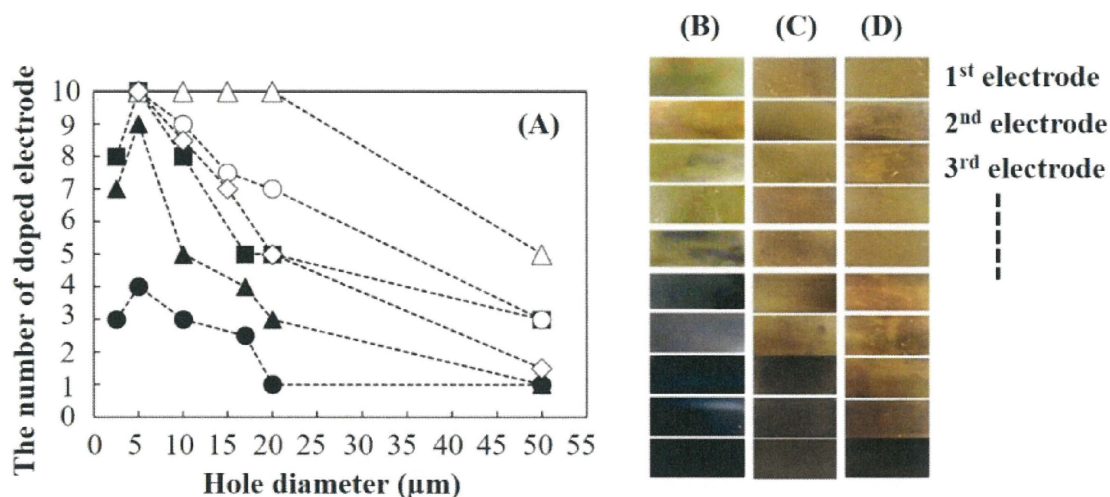 (B) (C) (D)
1st electrode
2nd electrode
3rd electrode
(A)
The number of doped electrode
10
9
8
7
6
5
4
3
2
1
0
0 5 10 15 20 25 30 35 40 45 50 55
Hole diameter (µm)